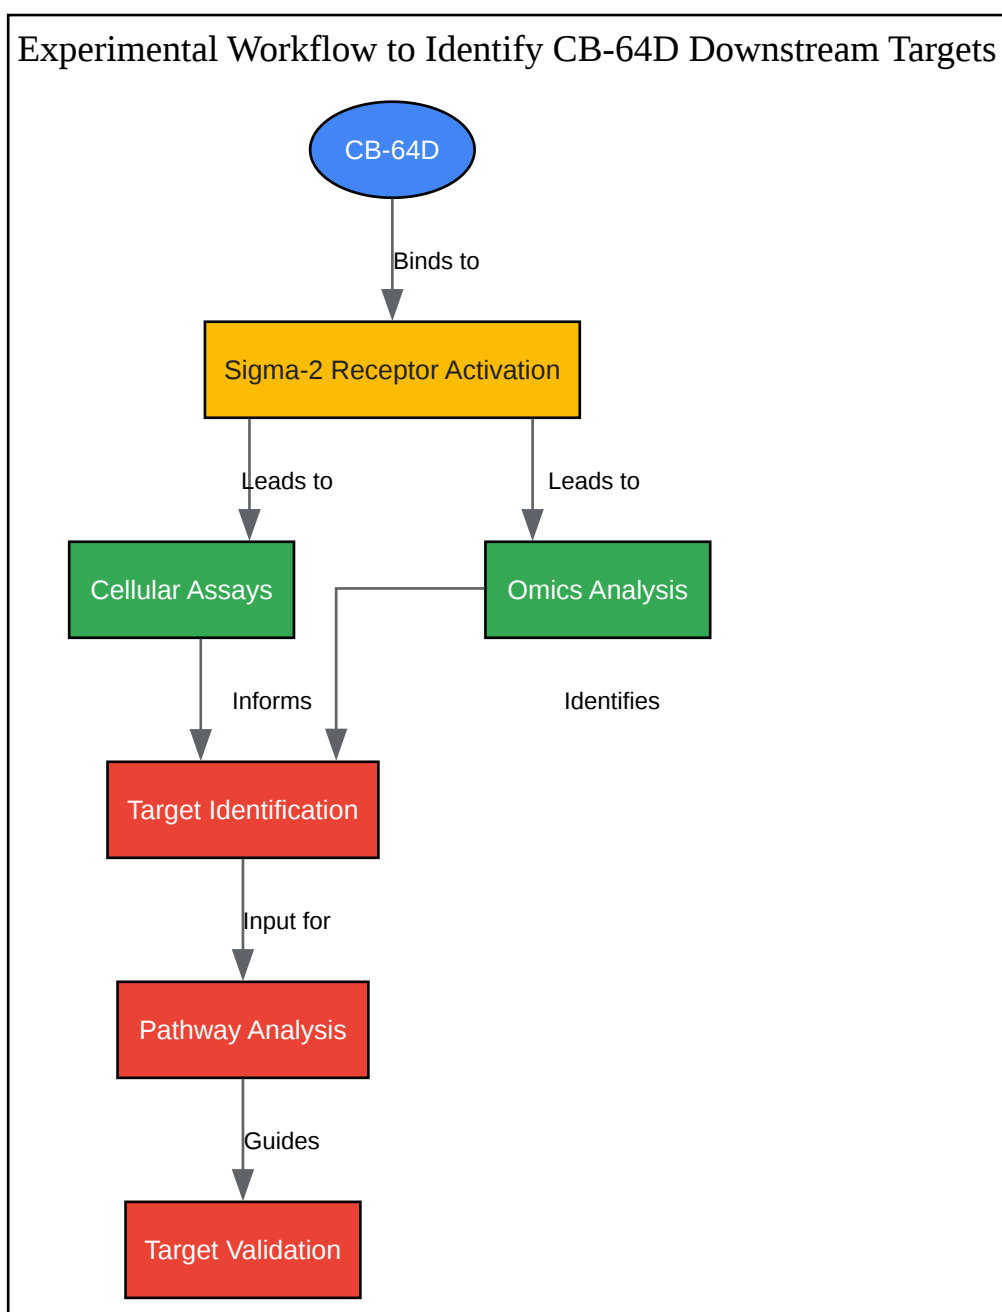 Experimental Workflow to Identify CB-64D Downstream Targets
CB-64D
Binds to
Sigma-2 Receptor Activation
Leads to
Leads to
Cellular Assays
Omics Analysis
Informs
Identifies
Target Identification
Input for
Pathway Analysis
Guides
Target Validation